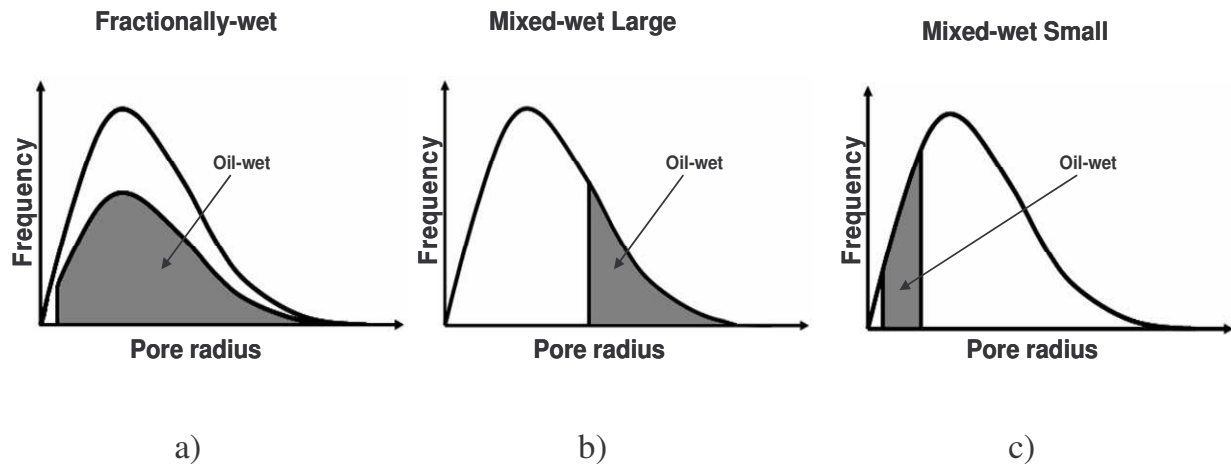 Fractionally-wet
Mixed-wet Large
Mixed-wet Small
Frequency
Oil-wet
Pore radius
Frequency
Oil-wet
Pore radius
Frequency
Oil-wet
Pore radius
a)
b)
c)